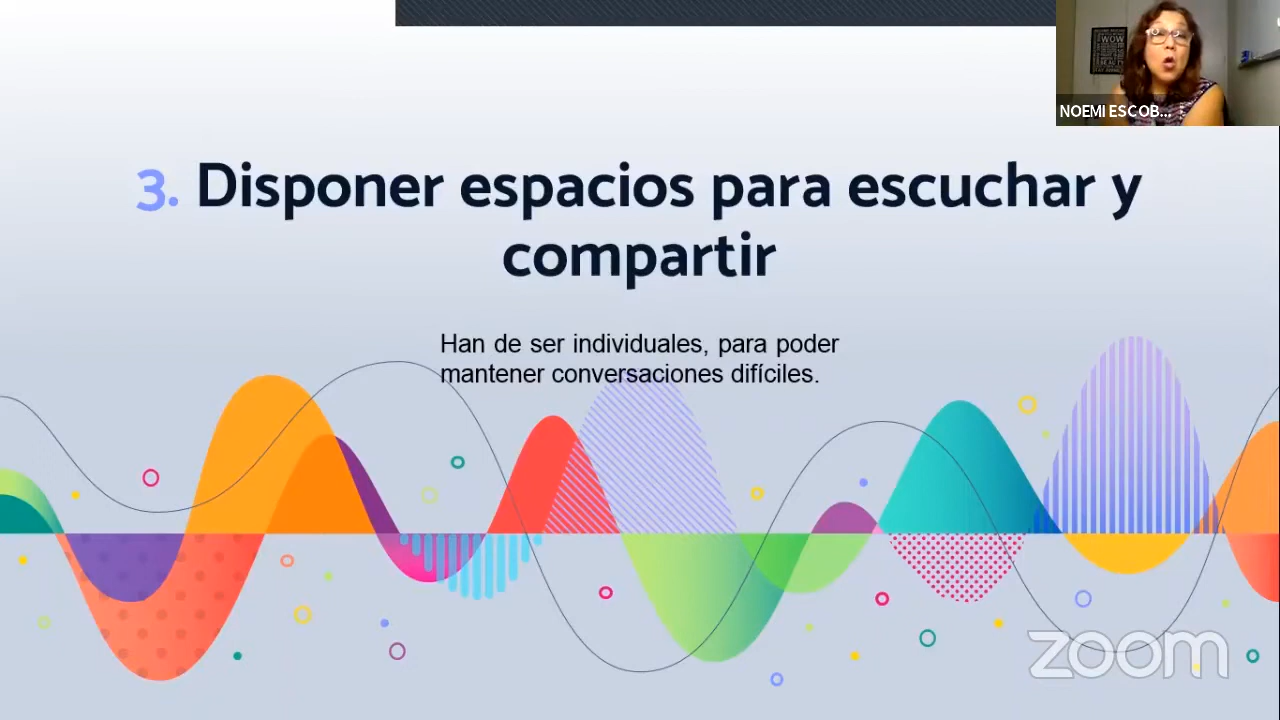 NOEMI ESCOB...
3. Disponer espacios para escuchar y
compartir
Han de ser individuales, para poder
mantener conversaciones difíciles.
zoom